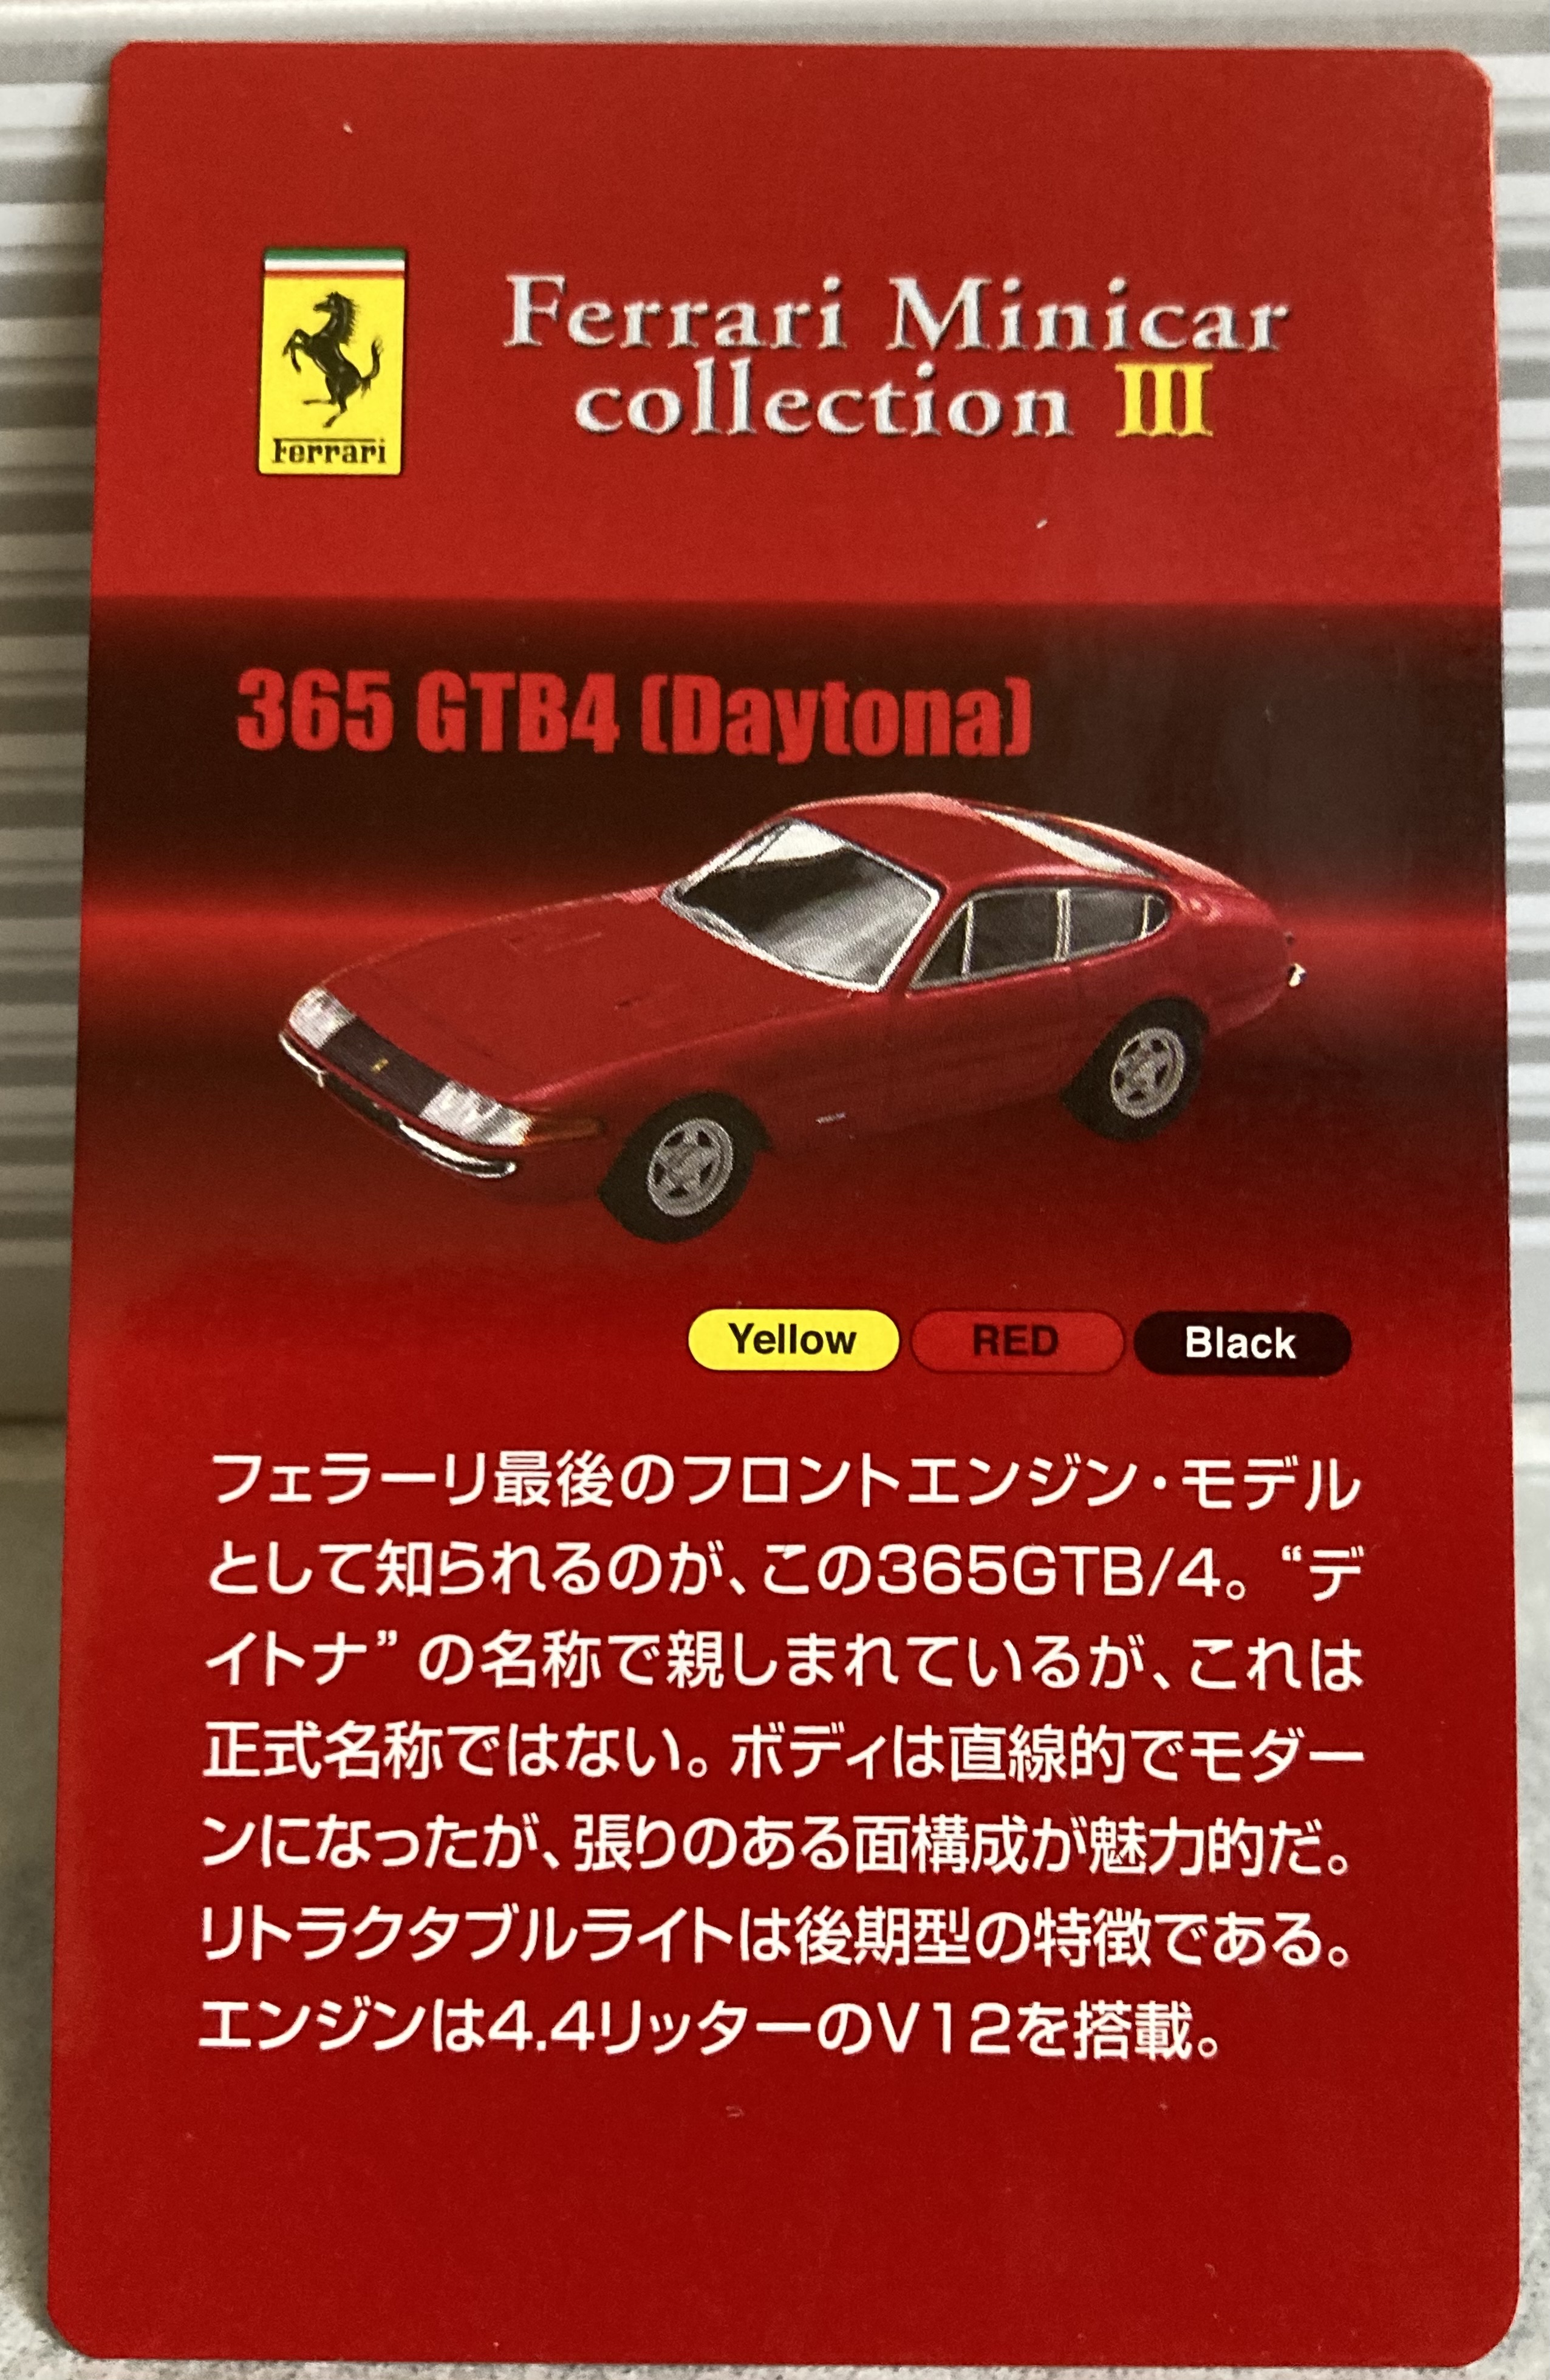 Ferrari
Ferrari Minicar
collection III
365 GTB4 (Daytona)
Yellow
RED
Black
フェラーリ最後のフロントエンジン・モデル
として知られるのが、この365GTB/4。“デ
イトナ”の名称で親しまれているが、これは
正式名称ではない。ボディは直線的でモダー
ンになったが、張りのある面構成が魅力的だ。
リトラクタブルライトは後期型の特徴である。
エンジンは4.4リッターのV12を搭載。